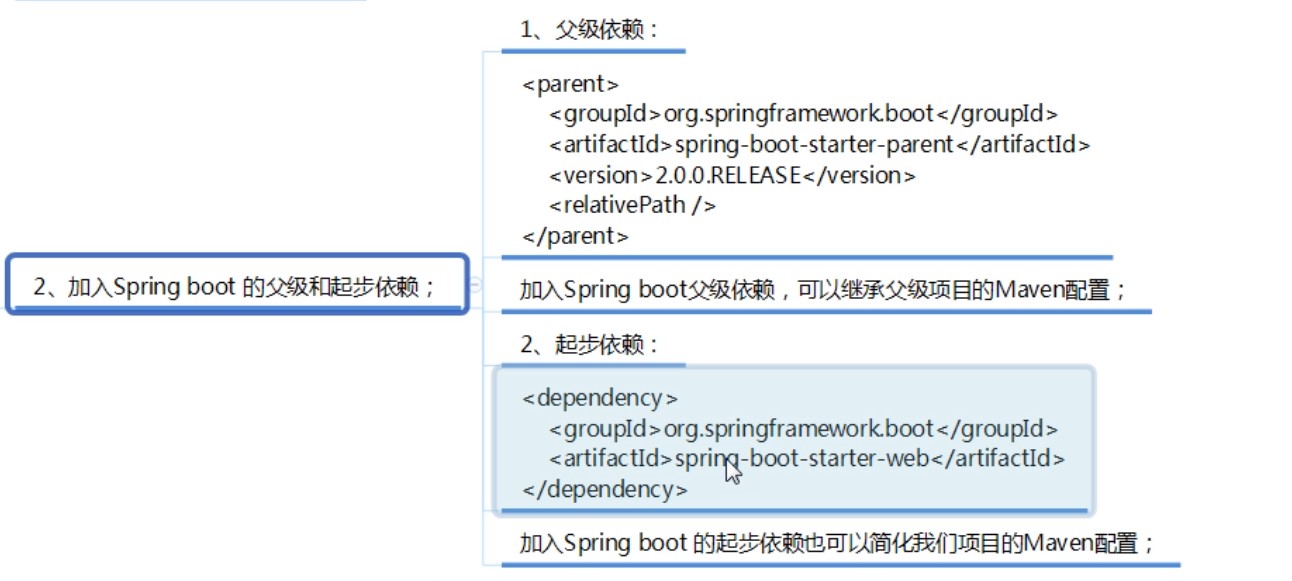 2、加入Spring boot 的父级和起步依赖；
1、父级依赖：
<parent>
<groupId>org.springframework.boot</groupId>
<artifactId>spring-boot-starter-parent</artifactId>
<version>2.0.0.RELEASE</version>
<relativePath />
</parent>
加入Spring boot父级依赖，可以继承父级项目的Maven配置；
2、起步依赖：
<dependency>
<groupId>org.springframework.boot</groupId>
<artifactId>spring-boot-starter-web</artifactId>
</dependency>
加入Spring boot 的起步依赖也可以简化我们项目的Maven配置；